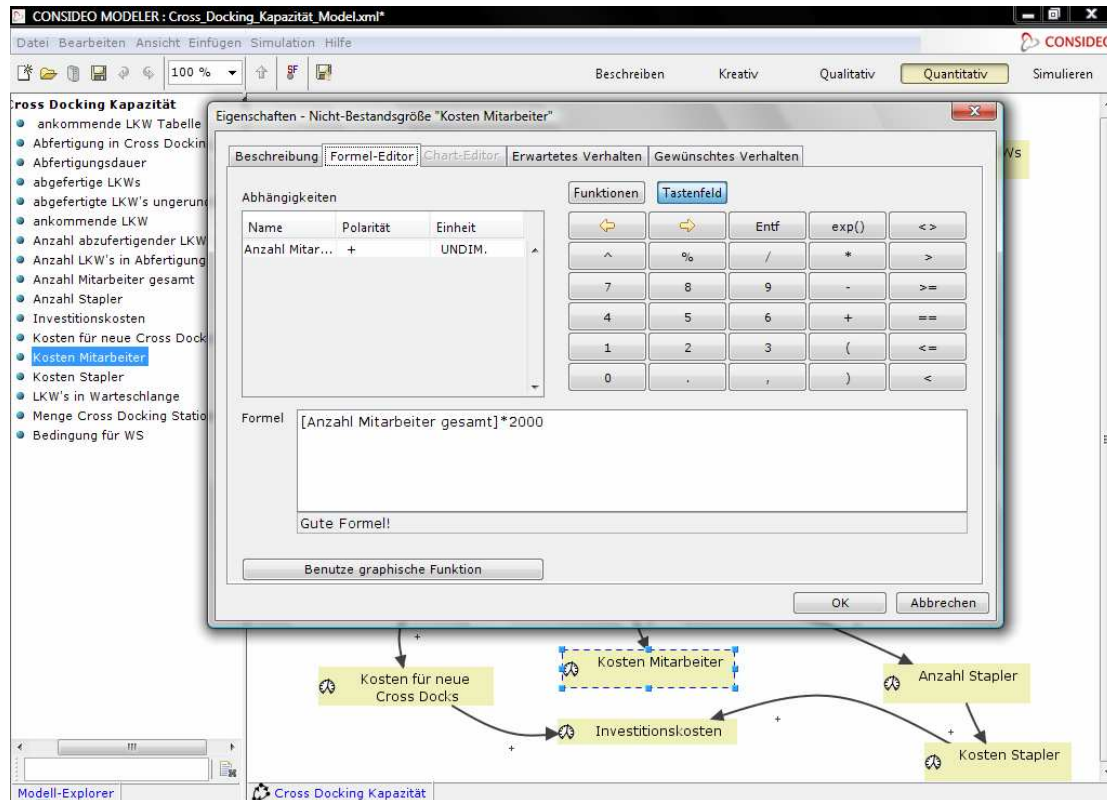 CONSIDEO MODELER : Cross_Docking_Kapazität_Model.xml*
Datei Bearbeiten Ansicht Einfügen Simulation Hilfe
CONSIDEO
100 %
SF
Beschreiben Kreativ Qualitativ Quantitativ Simulieren
Cross Docking Kapazität
ankommende LKW Tabelle
Abfertigung in Cross Dockin
Abfertigungsdauer
abgefertige LKWs
abgefertigte LKW's ungerun
ankommende LKW
Anzahl abzufertigender LKW
Anzahl LKW's in Abfertigung
Anzahl Mitarbeiter gesamt
Anzahl Stapler
Investitionskosten
Kosten für neue Cross Dock
Kosten Mitarbeiter
Kosten Stapler
LKW's in Warteschlange
Menge Cross Docking Statio
Bedingung für WS
Modell-Explorer
Eigenschaften - Nicht-Bestandsgröße "Kosten Mitarbeiter"
Beschreibung Formel-Editor Chart-Editor Erwartetes Verhalten Gewünschtes Verhalten
Abhängigkeiten
Name Polarität Einheit
Anzahl Mitar... + UNDIM.
Funktionen Tastenfeld
Entf exp() < >
^ % / * >
7 8 9 - >=
4 5 6 + ==
1 2 3 ( <=
0 . , ) <
Formel
[Anzahl Mitarbeiter gesamt]*2000
Gute Formel!
Benutze graphische Funktion
OK Abbrechen
Ws
+
Kosten für neue
Cross Docks
Kosten Mitarbeiter
Anzahl Stapler
Investitionskosten
+
+
+
Kosten Stapler
Cross Docking Kapazität